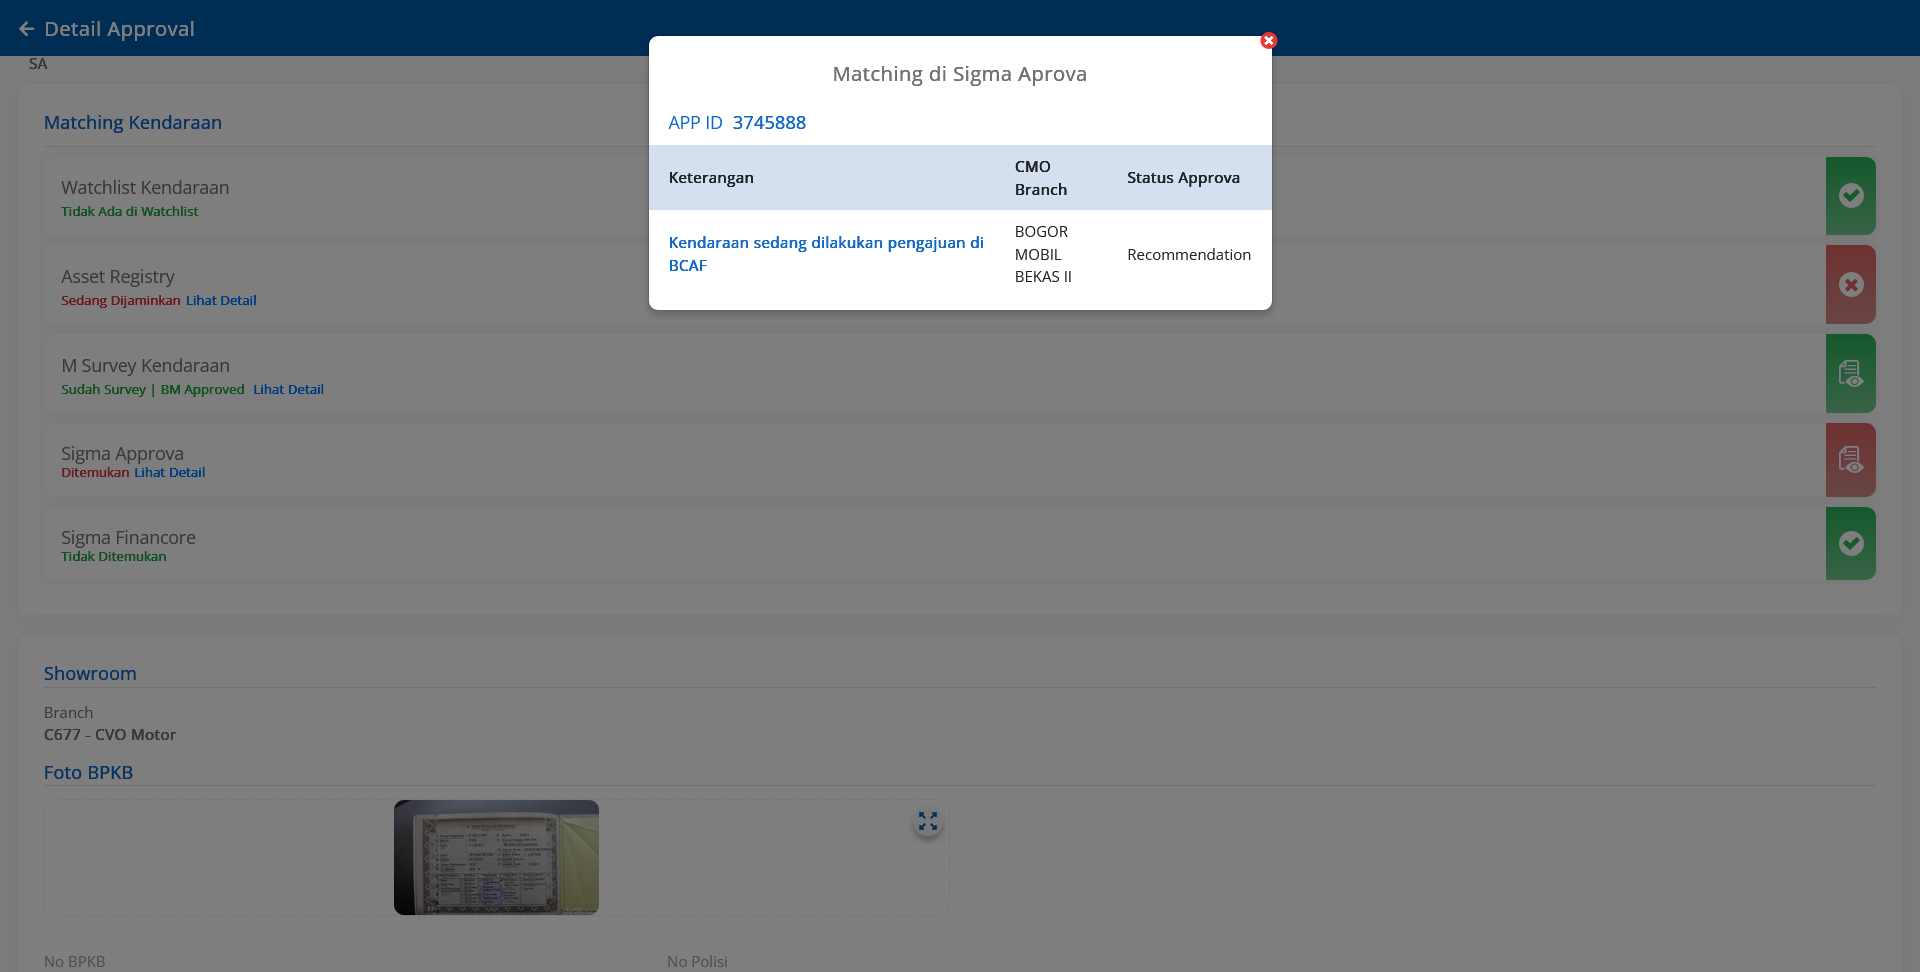 Detail Approval
SA
Matching di Sigma Aprova
APP ID 3745888
Keterangan
CMO
Branch
Status Approva
Kendaraan sedang dilakukan pengajuan di
BCAF
BOGOR
MOBIL
BEKAS II
Recommendation
Matching Kendaraan
Watchlist Kendaraan
Tidak Ada di Watchlist
Asset Registry
Sedang Dijaminkan Lihat Detail
M Survey Kendaraan
Sudah Survey | BM Approved Lihat Detail
Sigma Approva
Ditemukan Lihat Detail
Sigma Financore
Tidak Ditemukan
Showroom
Branch
C677 - CVO Motor
Foto BPKB
No BPKB
No Polisi